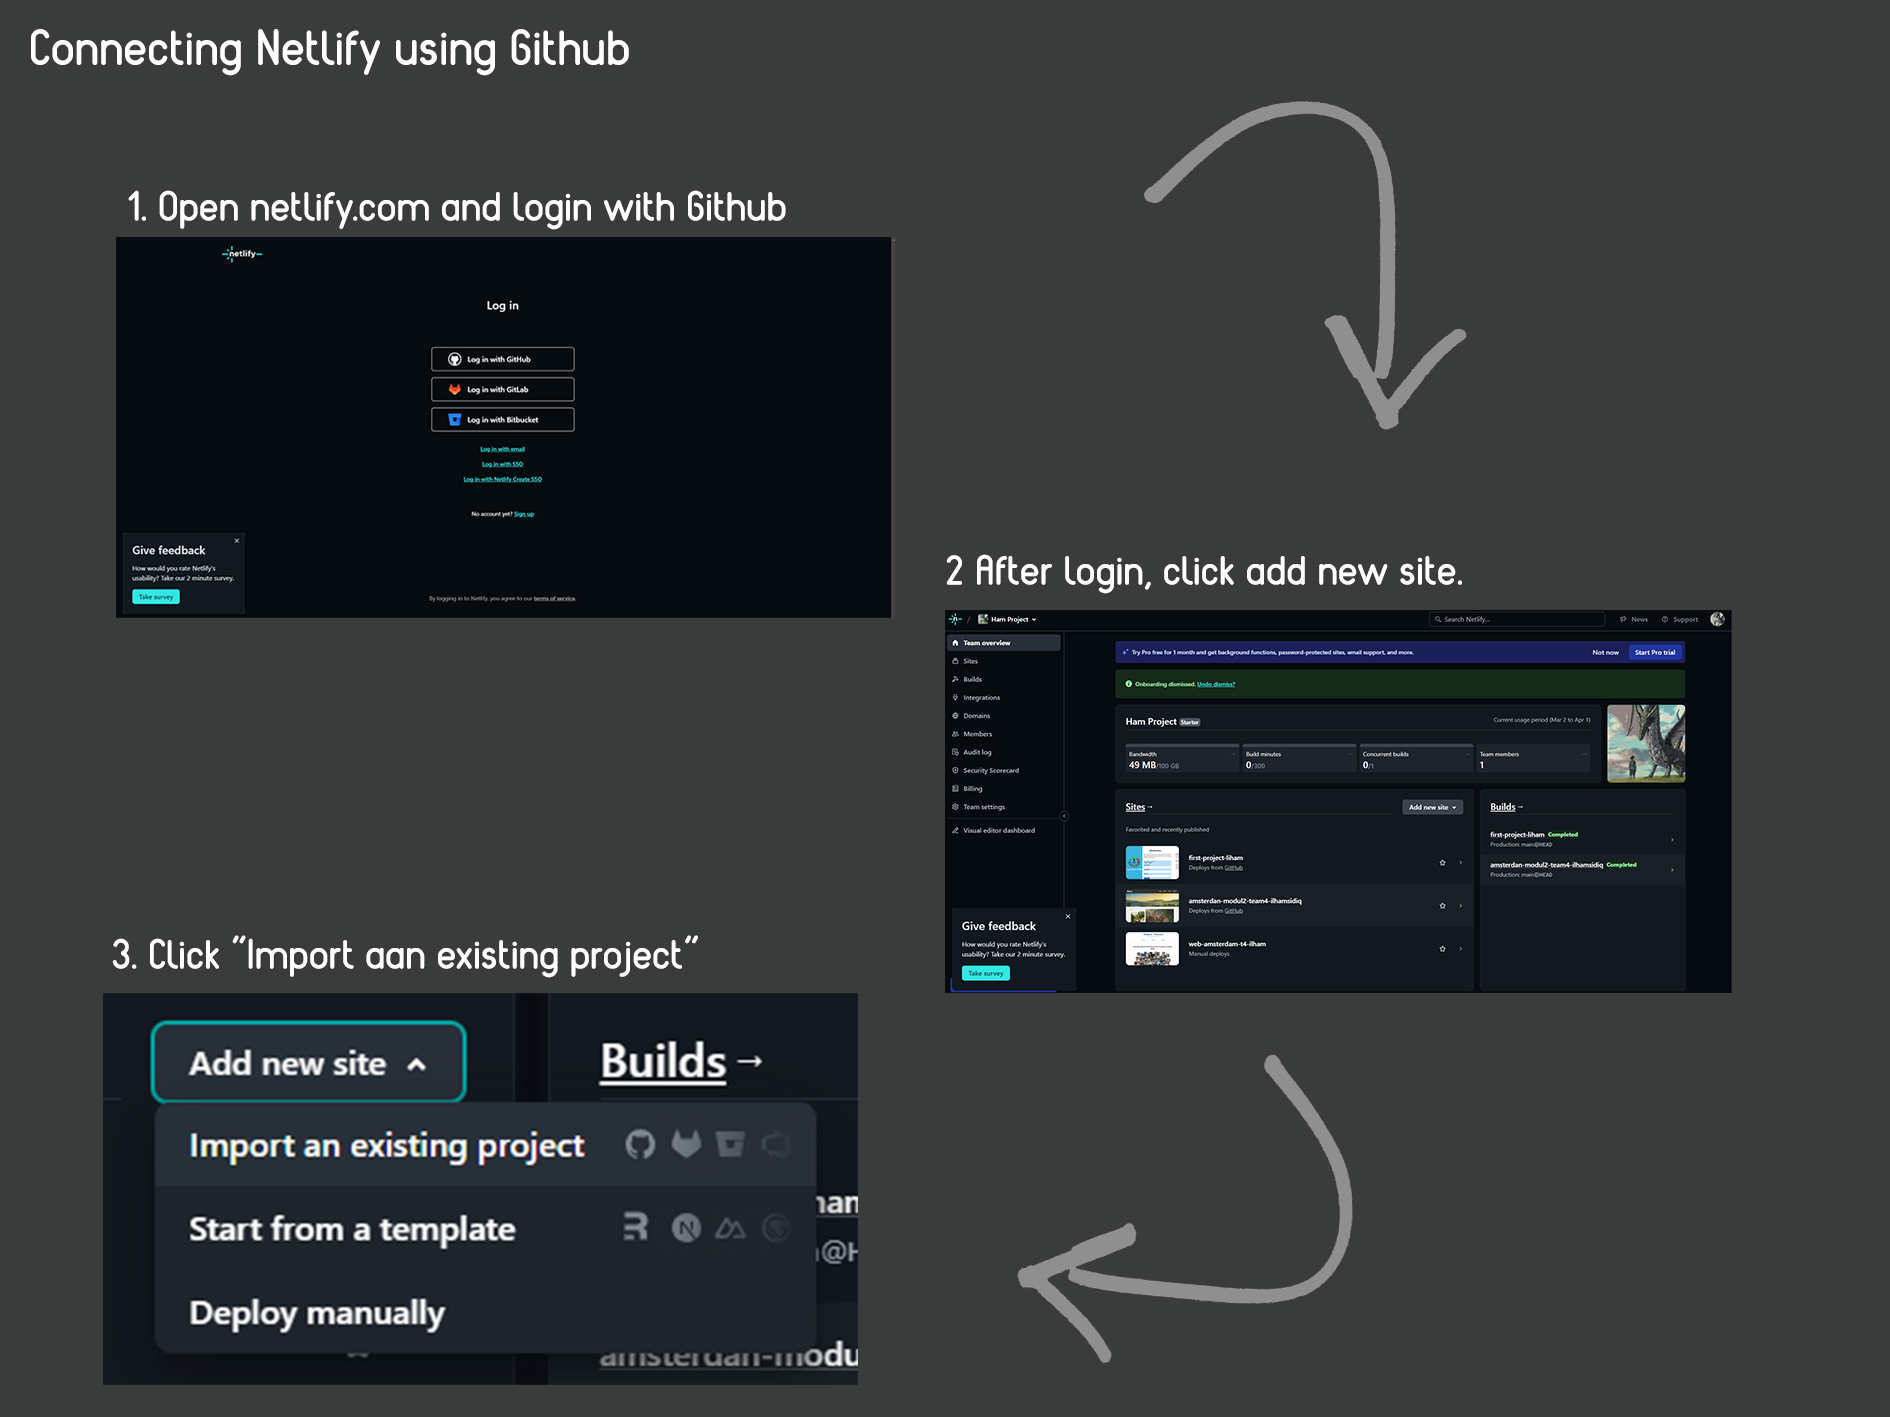 Connecting Netlify using Github
1. Open netlify.com and login with Github
netlify
Log in
Log in with GitHub
Log in with GitLab
Log in with Bitbucket
Log in with email
Log in with SSO
Log in with Netlify Create SSO
No account yet? Sign up
Give feedback
How would you rate Netlify's
usability? Take our 2 minute survey.
Take survey
By logging in to Netlify, you agree to our terms of service.
2 After login, click add new site.
/ Ham Project
Search Netlify...
News
Support
Team overview
Sites
Builds
Integrations
Domains
Members
Audit log
Security Scorecard
Billing
Team settings
Visual editor dashboard
Give feedback
How would you rate Netlify's
usability? Take our 2 minute survey.
Take survey
Try Pro free for 1 month and get background functions, password-protected sites, email support, and more.
Not now
Start Pro trial
Onboarding dismissed. Undo dismiss?
Ham Project Starter
Current usage period (Mar 2 to Apr 1)
Bandwidth
49 MB/100 GB
Build minutes
0/300
Concurrent builds
0/1
Team members
1
Sites →
Add new site
Favorited and recently published
first-project-liham
Deploys from GitHub
amsterdan-modul2-team4-ilhamsidiq
Deploys from GitHub
web-amsterdam-t4-ilham
Manual deploys
Builds →
first-project-liham Completed
Production: main@HEAD
amsterdan-modul2-team4-ilhamsidiq Completed
Production: main@HEAD
3. Click "Import aan existing project"
Add new site
Builds →
Import an existing project
Start from a template
Deploy manually
@H
amsterdan-modu